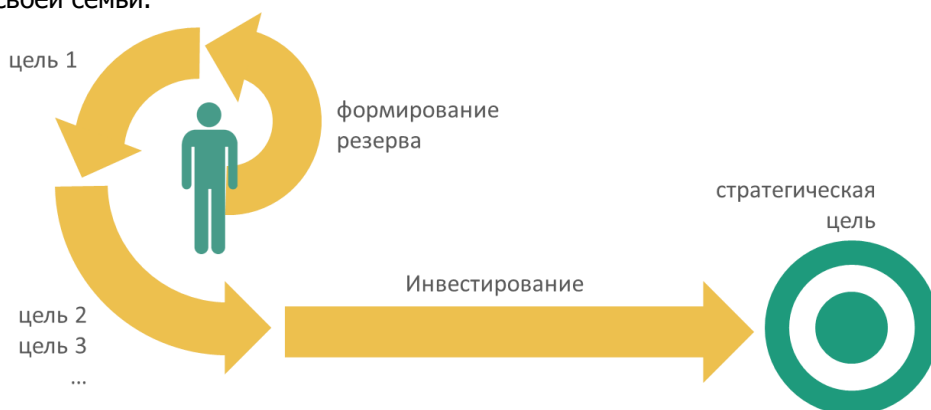 своей семьи.
цель 1
формирование
резерва
стратегическая
цель
Инвестирование
цель 2
цель 3
...